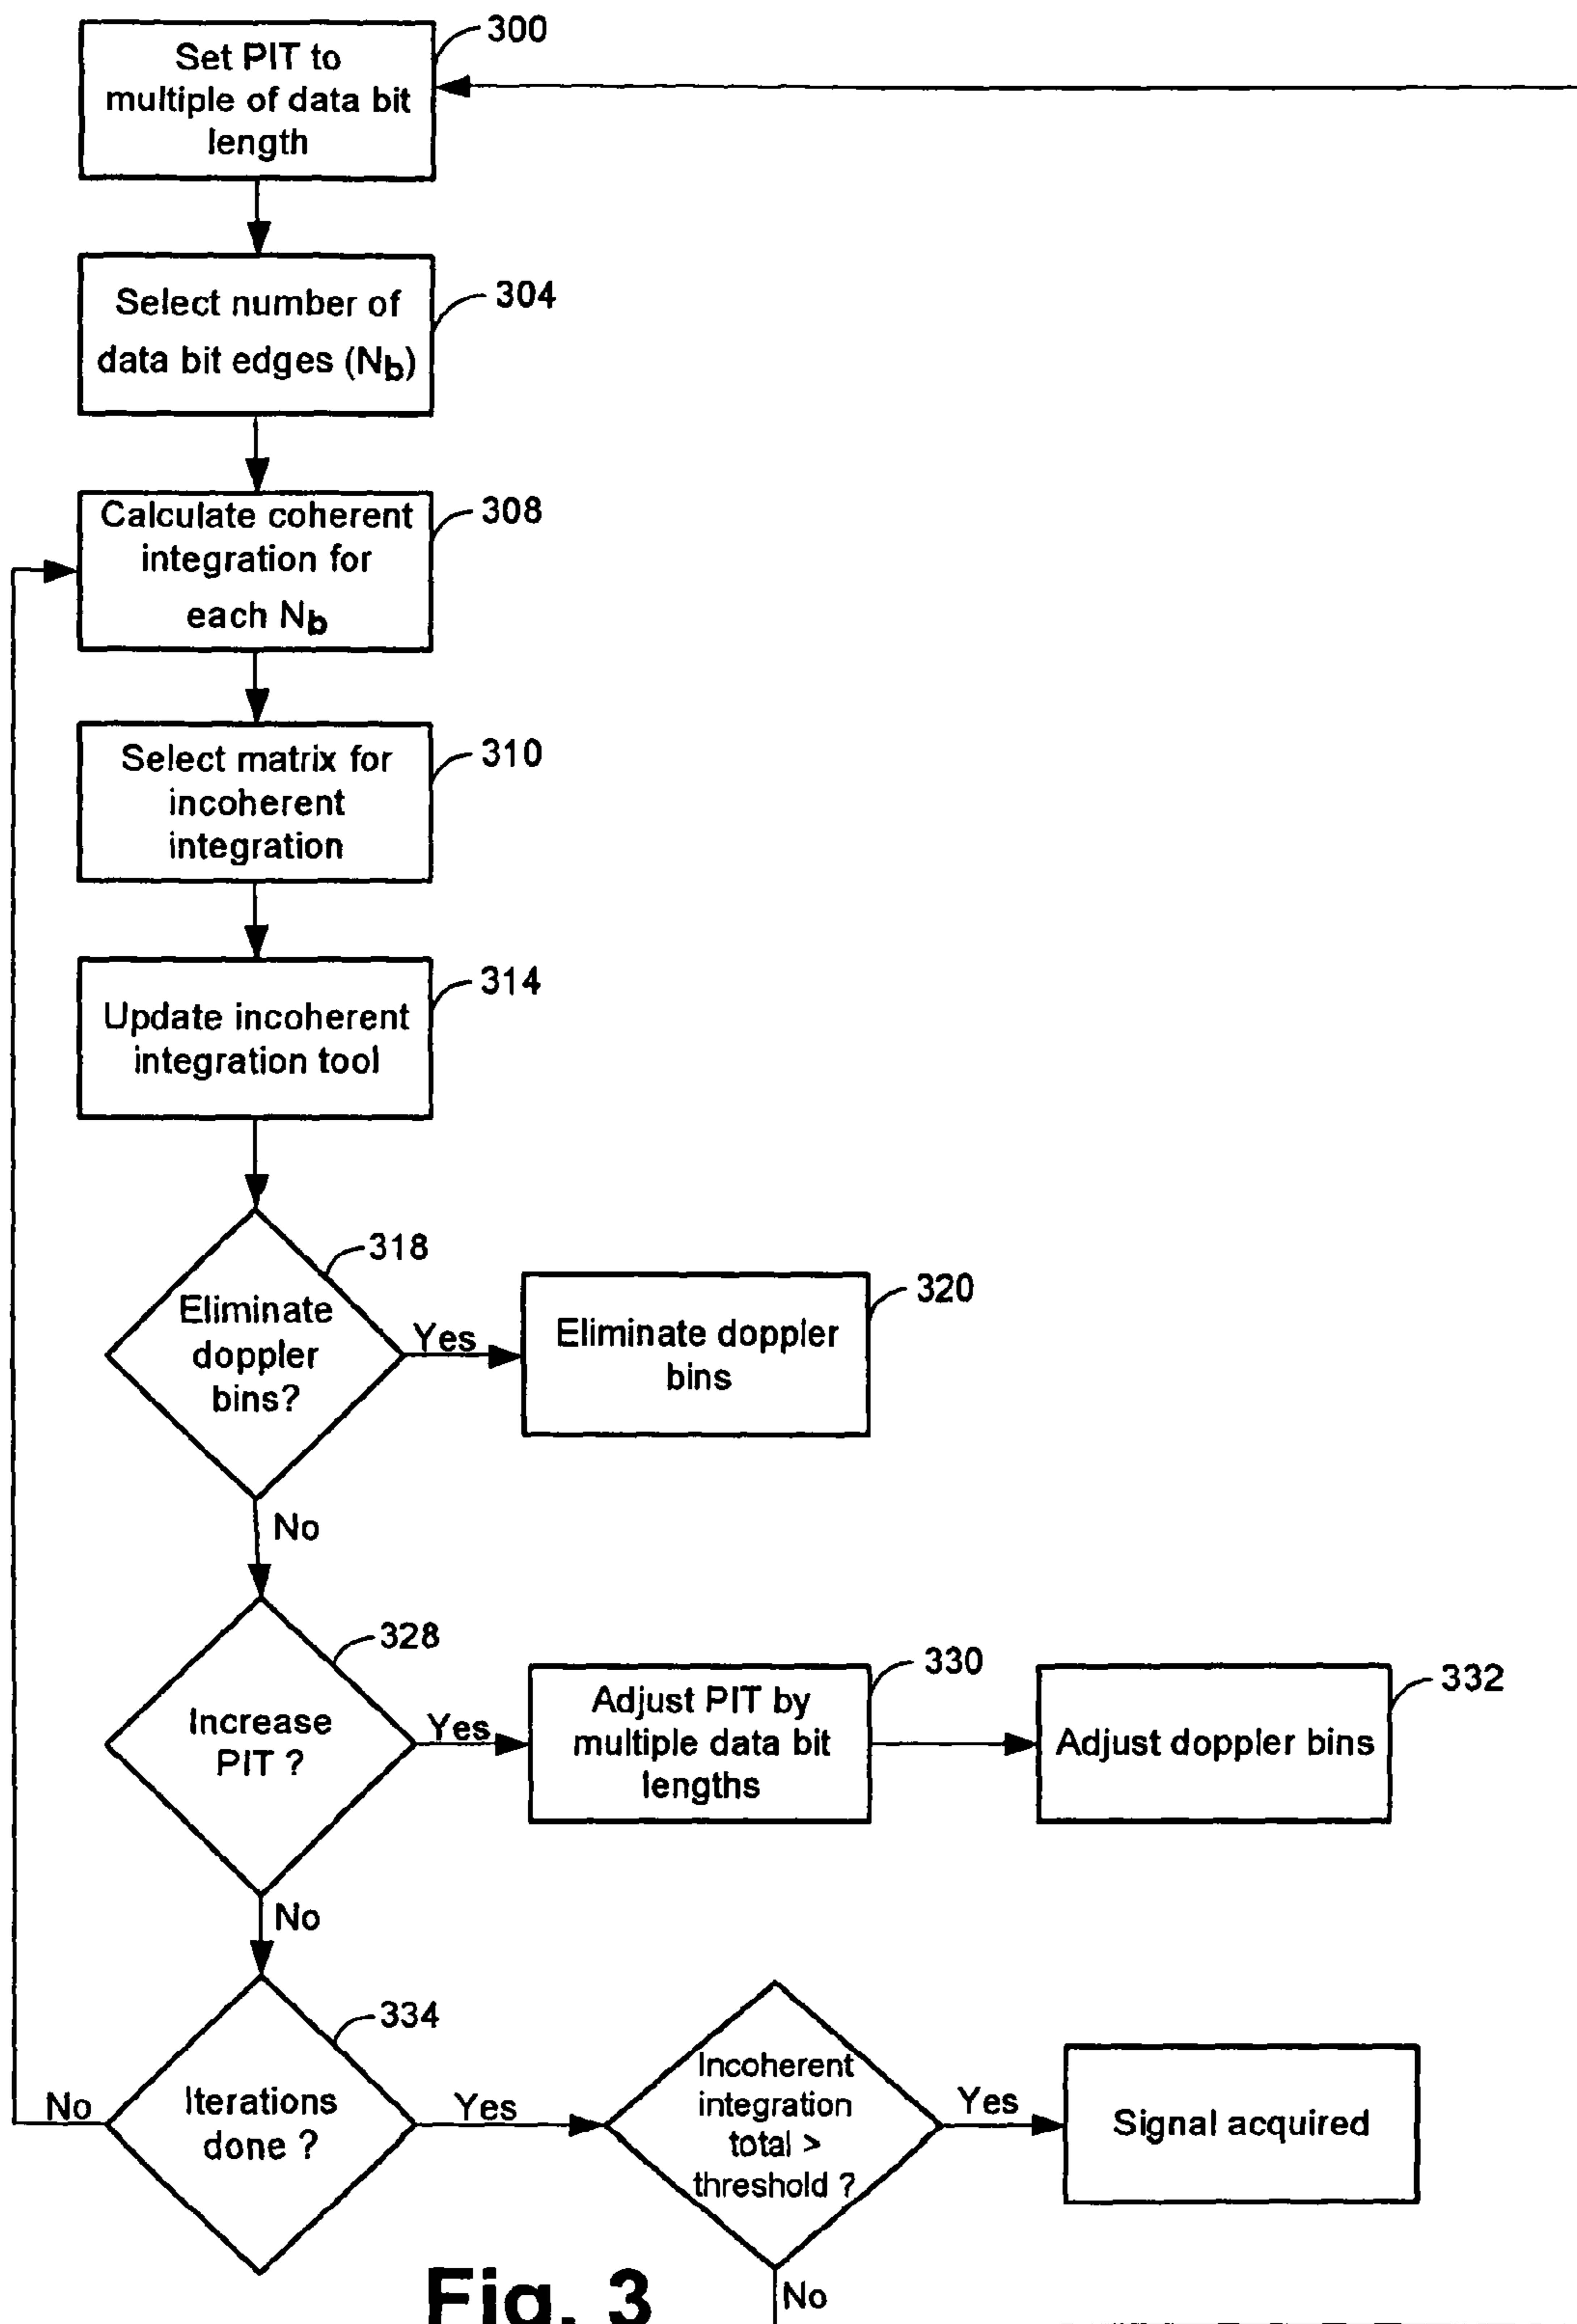 300
Set PIT to
multiple of data bit
length
304
Select number of
data bit edges (Nb)
308
Calculate coherent
integration for
each Nb
310
Select matrix for
incoherent
integration
314
Update incoherent
integration tool
318
Eliminate
doppler
bins?
Yes
320
Eliminate doppler
bins
No
328
Increase
PIT ?
Yes
330
Adjust PIT by
multiple data bit
lengths
332
Adjust doppler bins
No
334
Iterations
done ?
No
Yes
Incoherent
integration
total >
threshold ?
Yes
Signal acquired
No
Fig. 3